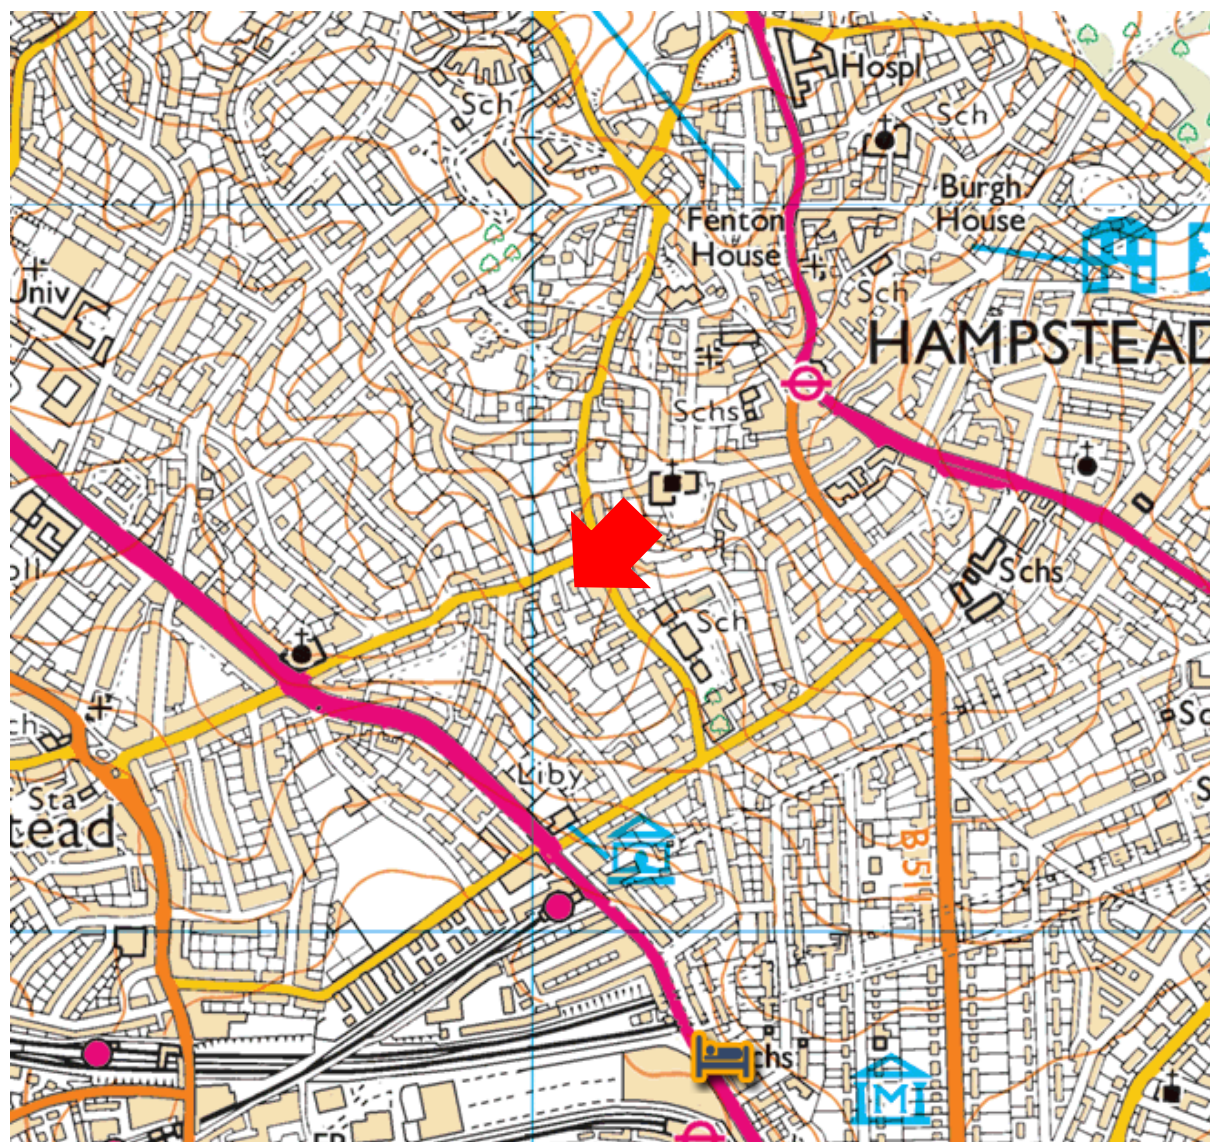 Hospl
Sch
Sch
Burgh
House
Fenton
House
Univ
Sch
HAMPSTEAD
Schs
Schs
Sch
Liby
Sta
tead
B 511
chs
M